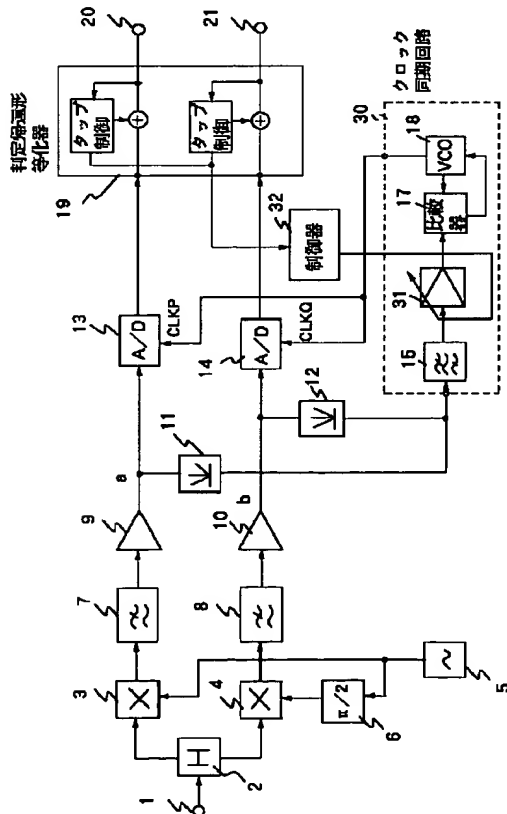 20
21
判定帰還形
等化器
タップ
制御
タップ
制御
19
32
制御器
クロック
同期回路
30
18
VCO
17
比較
器
31
15
13
A/D
CLKP
14
A/D
CLKQ
12
11
a
b
9
10
7
8
3
4
π/2
6
5
1
2
H